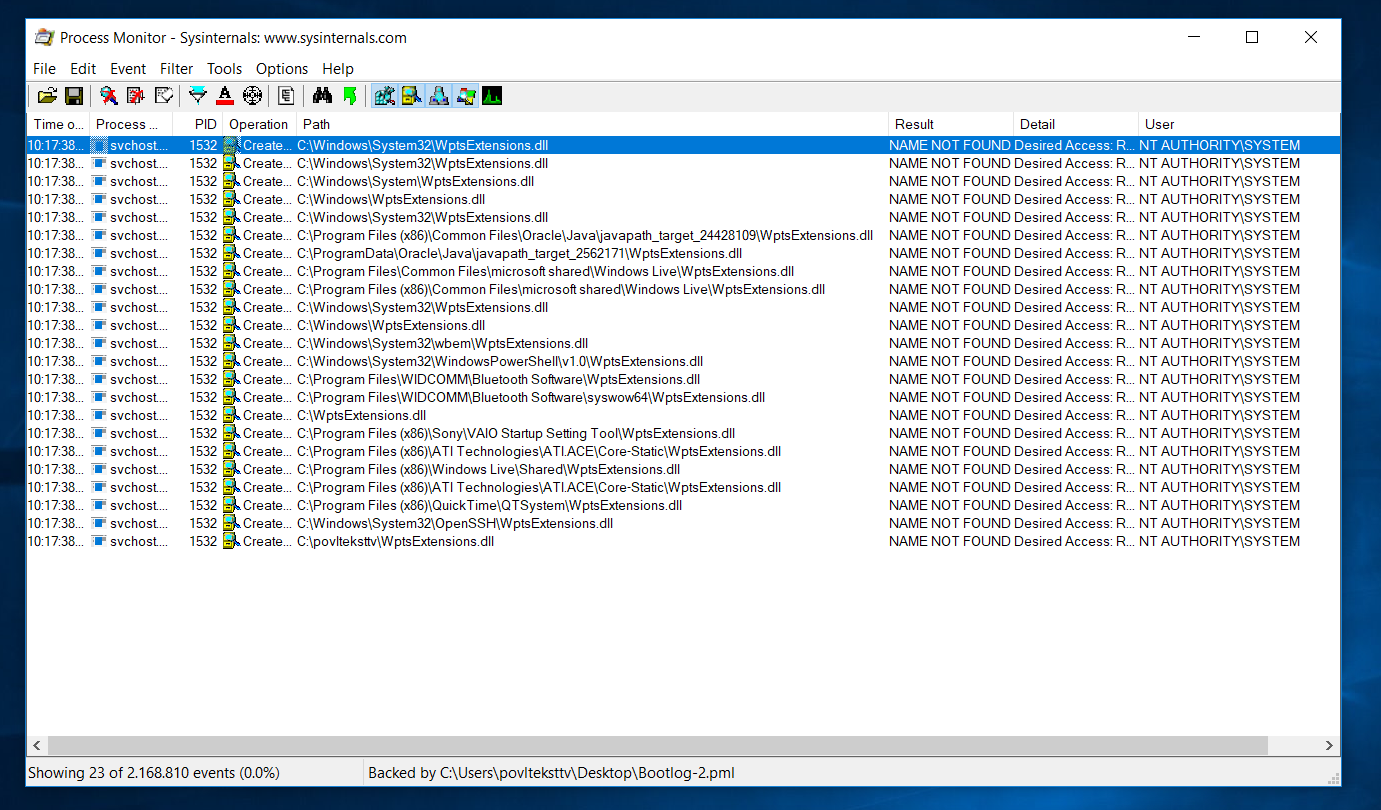 Process Monitor - Sysinternals: www.sysinternals.com
File Edit Event Filter Tools Options Help
Time o... Process ... PID Operation Path Result Detail User
10:17:38... svchost.... 1532 Create... C:\Windows\System32\WptsExtensions.dll NAME NOT FOUND Desired Access: R... NT AUTHORITY\SYSTEM
10:17:38... svchost.... 1532 Create... C:\Windows\System32\WptsExtensions.dll NAME NOT FOUND Desired Access: R... NT AUTHORITY\SYSTEM
10:17:38... svchost.... 1532 Create... C:\Windows\System\WptsExtensions.dll NAME NOT FOUND Desired Access: R... NT AUTHORITY\SYSTEM
10:17:38... svchost.... 1532 Create... C:\Windows\WptsExtensions.dll NAME NOT FOUND Desired Access: R... NT AUTHORITY\SYSTEM
10:17:38... svchost.... 1532 Create... C:\Windows\System32\WptsExtensions.dll NAME NOT FOUND Desired Access: R... NT AUTHORITY\SYSTEM
10:17:38... svchost.... 1532 Create... C:\Program Files (x86)\Common Files\Oracle\Java\javapath_target_24428109\WptsExtensions.dll NAME NOT FOUND Desired Access: R... NT AUTHORITY\SYSTEM
10:17:38... svchost.... 1532 Create... C:\ProgramData\Oracle\Java\javapath_target_2562171\WptsExtensions.dll NAME NOT FOUND Desired Access: R... NT AUTHORITY\SYSTEM
10:17:38... svchost.... 1532 Create... C:\Program Files\Common Files\microsoft shared\Windows Live\WptsExtensions.dll NAME NOT FOUND Desired Access: R... NT AUTHORITY\SYSTEM
10:17:38... svchost.... 1532 Create... C:\Program Files (x86)\Common Files\microsoft shared\Windows Live\WptsExtensions.dll NAME NOT FOUND Desired Access: R... NT AUTHORITY\SYSTEM
10:17:38... svchost.... 1532 Create... C:\Windows\System32\WptsExtensions.dll NAME NOT FOUND Desired Access: R... NT AUTHORITY\SYSTEM
10:17:38... svchost.... 1532 Create... C:\Windows\WptsExtensions.dll NAME NOT FOUND Desired Access: R... NT AUTHORITY\SYSTEM
10:17:38... svchost.... 1532 Create... C:\Windows\System32\wbem\WptsExtensions.dll NAME NOT FOUND Desired Access: R... NT AUTHORITY\SYSTEM
10:17:38... svchost.... 1532 Create... C:\Windows\System32\WindowsPowerShell\v1.0\WptsExtensions.dll NAME NOT FOUND Desired Access: R... NT AUTHORITY\SYSTEM
10:17:38... svchost.... 1532 Create... C:\Program Files\WIDCOMM\Bluetooth Software\WptsExtensions.dll NAME NOT FOUND Desired Access: R... NT AUTHORITY\SYSTEM
10:17:38... svchost.... 1532 Create... C:\Program Files\WIDCOMM\Bluetooth Software\syswow64\WptsExtensions.dll NAME NOT FOUND Desired Access: R... NT AUTHORITY\SYSTEM
10:17:38... svchost.... 1532 Create... C:\WptsExtensions.dll NAME NOT FOUND Desired Access: R... NT AUTHORITY\SYSTEM
10:17:38... svchost.... 1532 Create... C:\Program Files (x86)\Sony\VAIO Startup Setting Tool\WptsExtensions.dll NAME NOT FOUND Desired Access: R... NT AUTHORITY\SYSTEM
10:17:38... svchost.... 1532 Create... C:\Program Files (x86)\ATI Technologies\ATI.ACE\Core-Static\WptsExtensions.dll NAME NOT FOUND Desired Access: R... NT AUTHORITY\SYSTEM
10:17:38... svchost.... 1532 Create... C:\Program Files (x86)\Windows Live\Shared\WptsExtensions.dll NAME NOT FOUND Desired Access: R... NT AUTHORITY\SYSTEM
10:17:38... svchost.... 1532 Create... C:\Program Files (x86)\ATI Technologies\ATI.ACE\Core-Static\WptsExtensions.dll NAME NOT FOUND Desired Access: R... NT AUTHORITY\SYSTEM
10:17:38... svchost.... 1532 Create... C:\Program Files (x86)\QuickTime\QTSystem\WptsExtensions.dll NAME NOT FOUND Desired Access: R... NT AUTHORITY\SYSTEM
10:17:38... svchost.... 1532 Create... C:\Windows\System32\OpenSSH\WptsExtensions.dll NAME NOT FOUND Desired Access: R... NT AUTHORITY\SYSTEM
10:17:38... svchost.... 1532 Create... C:\povlteksttv\WptsExtensions.dll NAME NOT FOUND Desired Access: R... NT AUTHORITY\SYSTEM
Showing 23 of 2.168.810 events (0.0%) Backed by C:\Users\povlteksttv\Desktop\Bootlog-2.pml